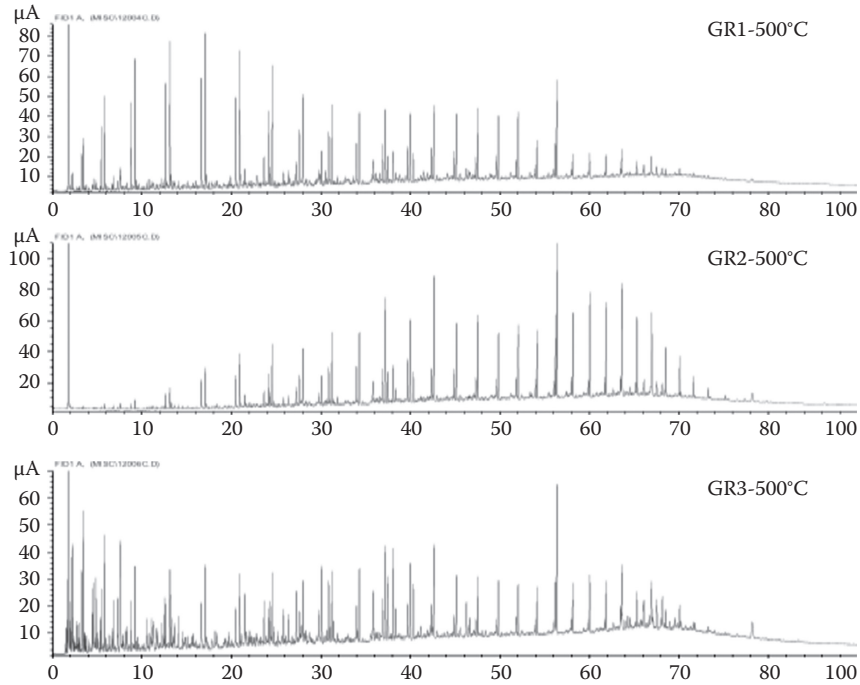 µA
FID1 A, (MISC\12004C.D)
GR1-500°C
80
70
60
50
40
30
20
10
0 10 20 30 40 50 60 70 80 100
µA
FID1 A, (MISC\12005C.D)
GR2-500°C
100
80
60
40
20
0 10 20 30 40 50 60 70 80 100
µA
FID1 A, (MISC\12006C.D)
GR3-500°C
60
50
40
30
20
10
0 10 20 30 40 50 60 70 80 100